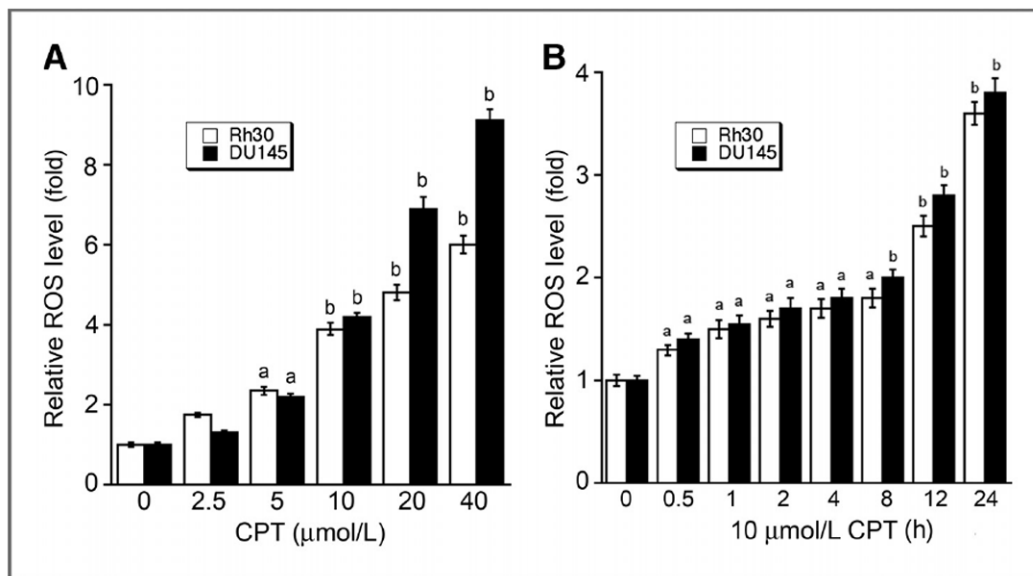 A
10
8
6
4
2
0
Relative ROS level (fold)
Rh30
DU145
a a b b b b b b
0 2.5 5 10 20 40
CPT (μmol/L)
B
4
3
2
1
0
Relative ROS level (fold)
Rh30
DU145
a a a a a a a a a b b b b b
0 0.5 1 2 4 8 12 24
10 μmol/L CPT (h)